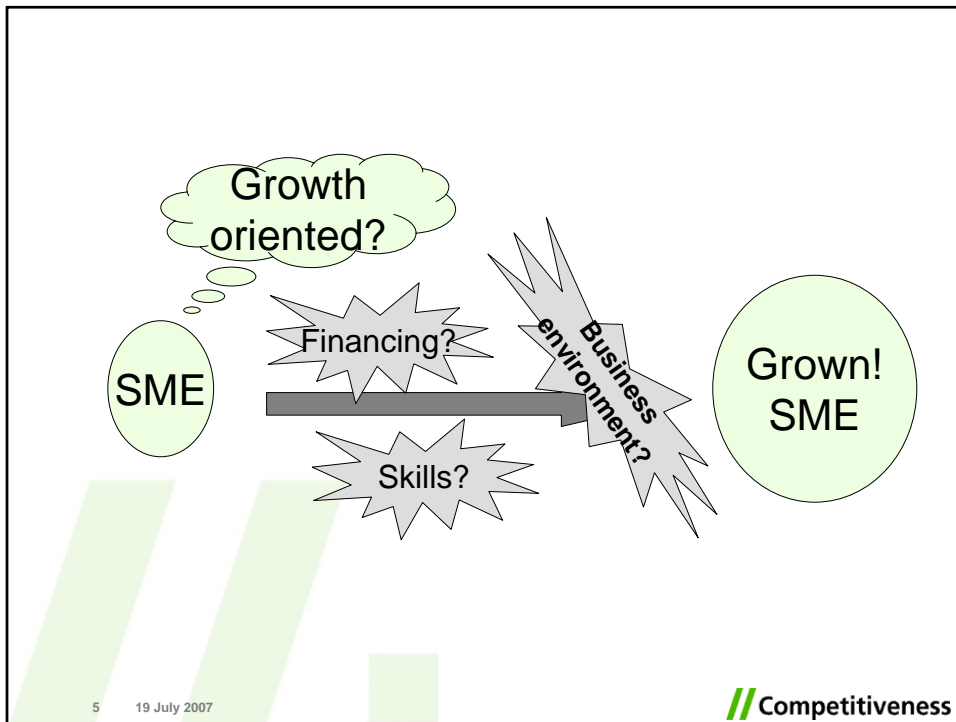 Growth
oriented?
SME
Financing?
Skills?
Business
environment?
Grown!
SME
5 19 July 2007
Competitiveness